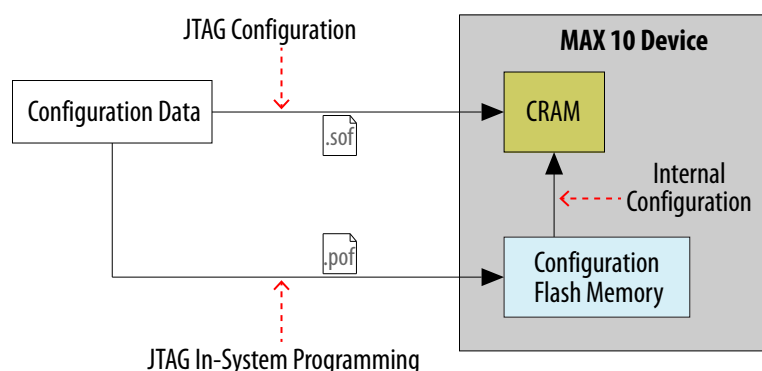 JTAG Configuration
MAX 10 Device
Configuration Data
CRAM
.sof
Internal
Configuration
.pof
Configuration
Flash Memory
JTAG In-System Programming